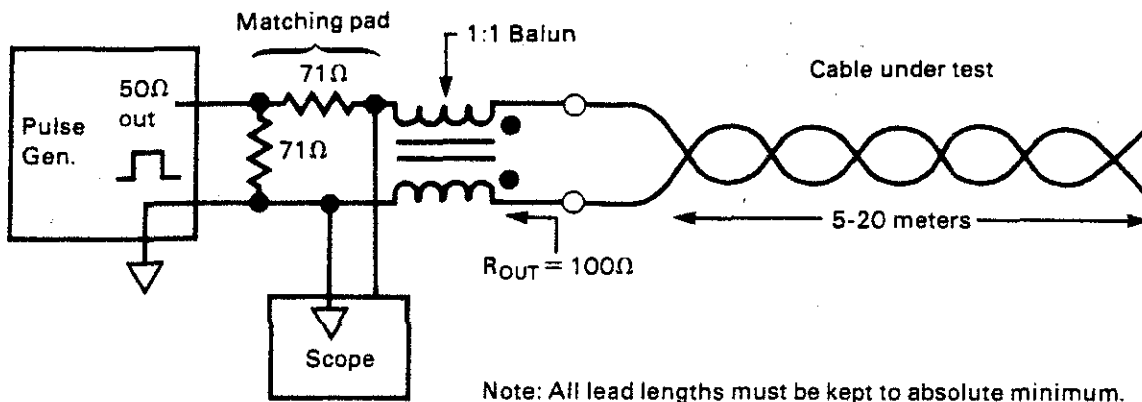 Matching pad
1:1 Balun
71Ω
Cable under test
50Ω
out
Pulse
Gen.
71Ω
5-20 meters
R_OUT = 100Ω
Scope
Note: All lead lengths must be kept to absolute minimum.